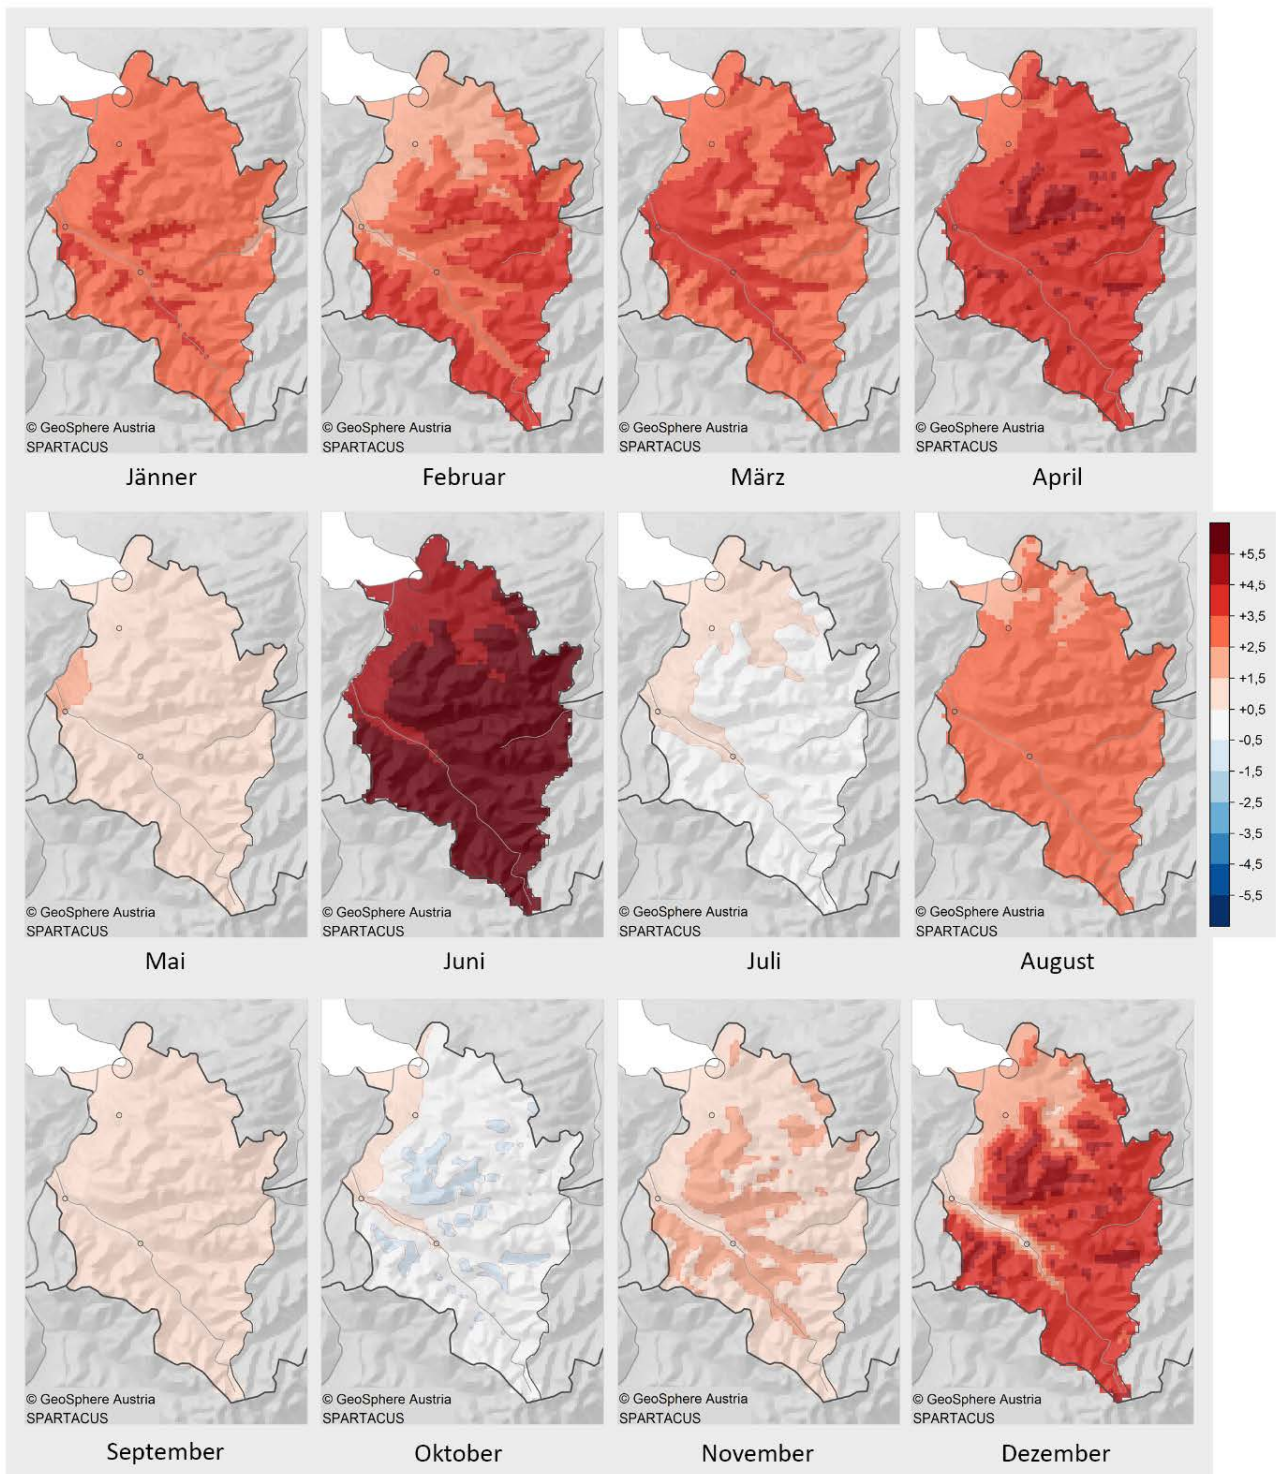 © GeoSphere Austria
SPARTACUS
© GeoSphere Austria
SPARTACUS
© GeoSphere Austria
SPARTACUS
© GeoSphere Austria
SPARTACUS
Jänner
Februar
März
April
+5,5
+4,5
+3,5
+2,5
+1,5
+0,5
-0,5
-1,5
-2,5
-3,5
-4,5
-5,5
© GeoSphere Austria
SPARTACUS
© GeoSphere Austria
SPARTACUS
© GeoSphere Austria
SPARTACUS
© GeoSphere Austria
SPARTACUS
Mai
Juni
Juli
August
© GeoSphere Austria
SPARTACUS
© GeoSphere Austria
SPARTACUS
© GeoSphere Austria
SPARTACUS
© GeoSphere Austria
SPARTACUS
September
Oktober
November
Dezember